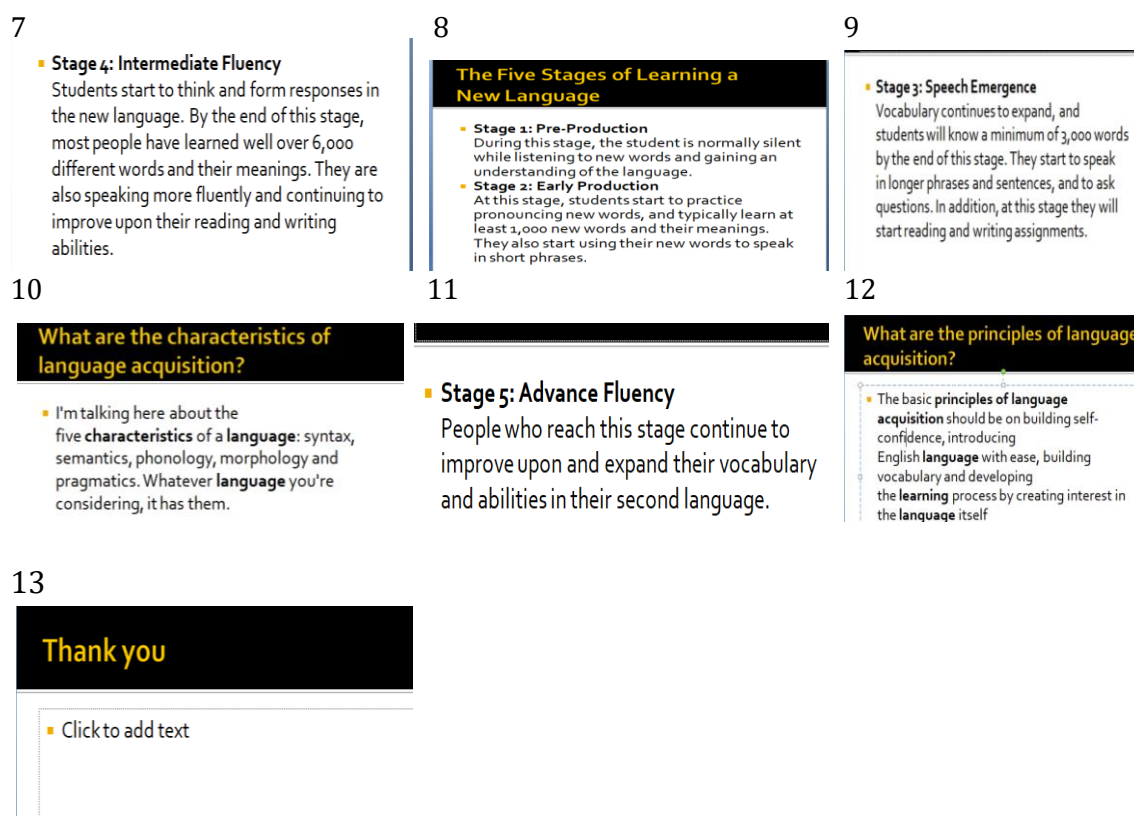 7
Stage 4: Intermediate Fluency
Students start to think and form responses in
the new language. By the end of this stage,
most people have learned well over 6,000
different words and their meanings. They are
also speaking more fluently and continuing to
improve upon their reading and writing
abilities.
8
The Five Stages of Learning a
New Language
Stage 1: Pre-Production
During this stage, the student is normally silent
while listening to new words and gaining an
understanding of the language.
Stage 2: Early Production
At this stage, students start to practice
pronouncing new words, and typically learn at
least 1,000 new words and their meanings.
They also start using their new words to speak
in short phrases.
9
Stage 3: Speech Emergence
Vocabulary continues to expand, and
students will know a minimum of 3,000 words
by the end of this stage. They start to speak
in longer phrases and sentences, and to ask
questions. In addition, at this stage they will
start reading and writing assignments.
10
What are the characteristics of
language acquisition?
I'm talking here about the
five characteristics of a language: syntax,
semantics, phonology, morphology and
pragmatics. Whatever language you're
considering, it has them.
11
Stage 5: Advance Fluency
People who reach this stage continue to
improve upon and expand their vocabulary
and abilities in their second language.
12
What are the principles of language
acquisition?
The basic principles of language
acquisition should be on building self-
confidence, introducing
English language with ease, building
vocabulary and developing
the learning process by creating interest in
the language itself
13
Thank you
Click to add text